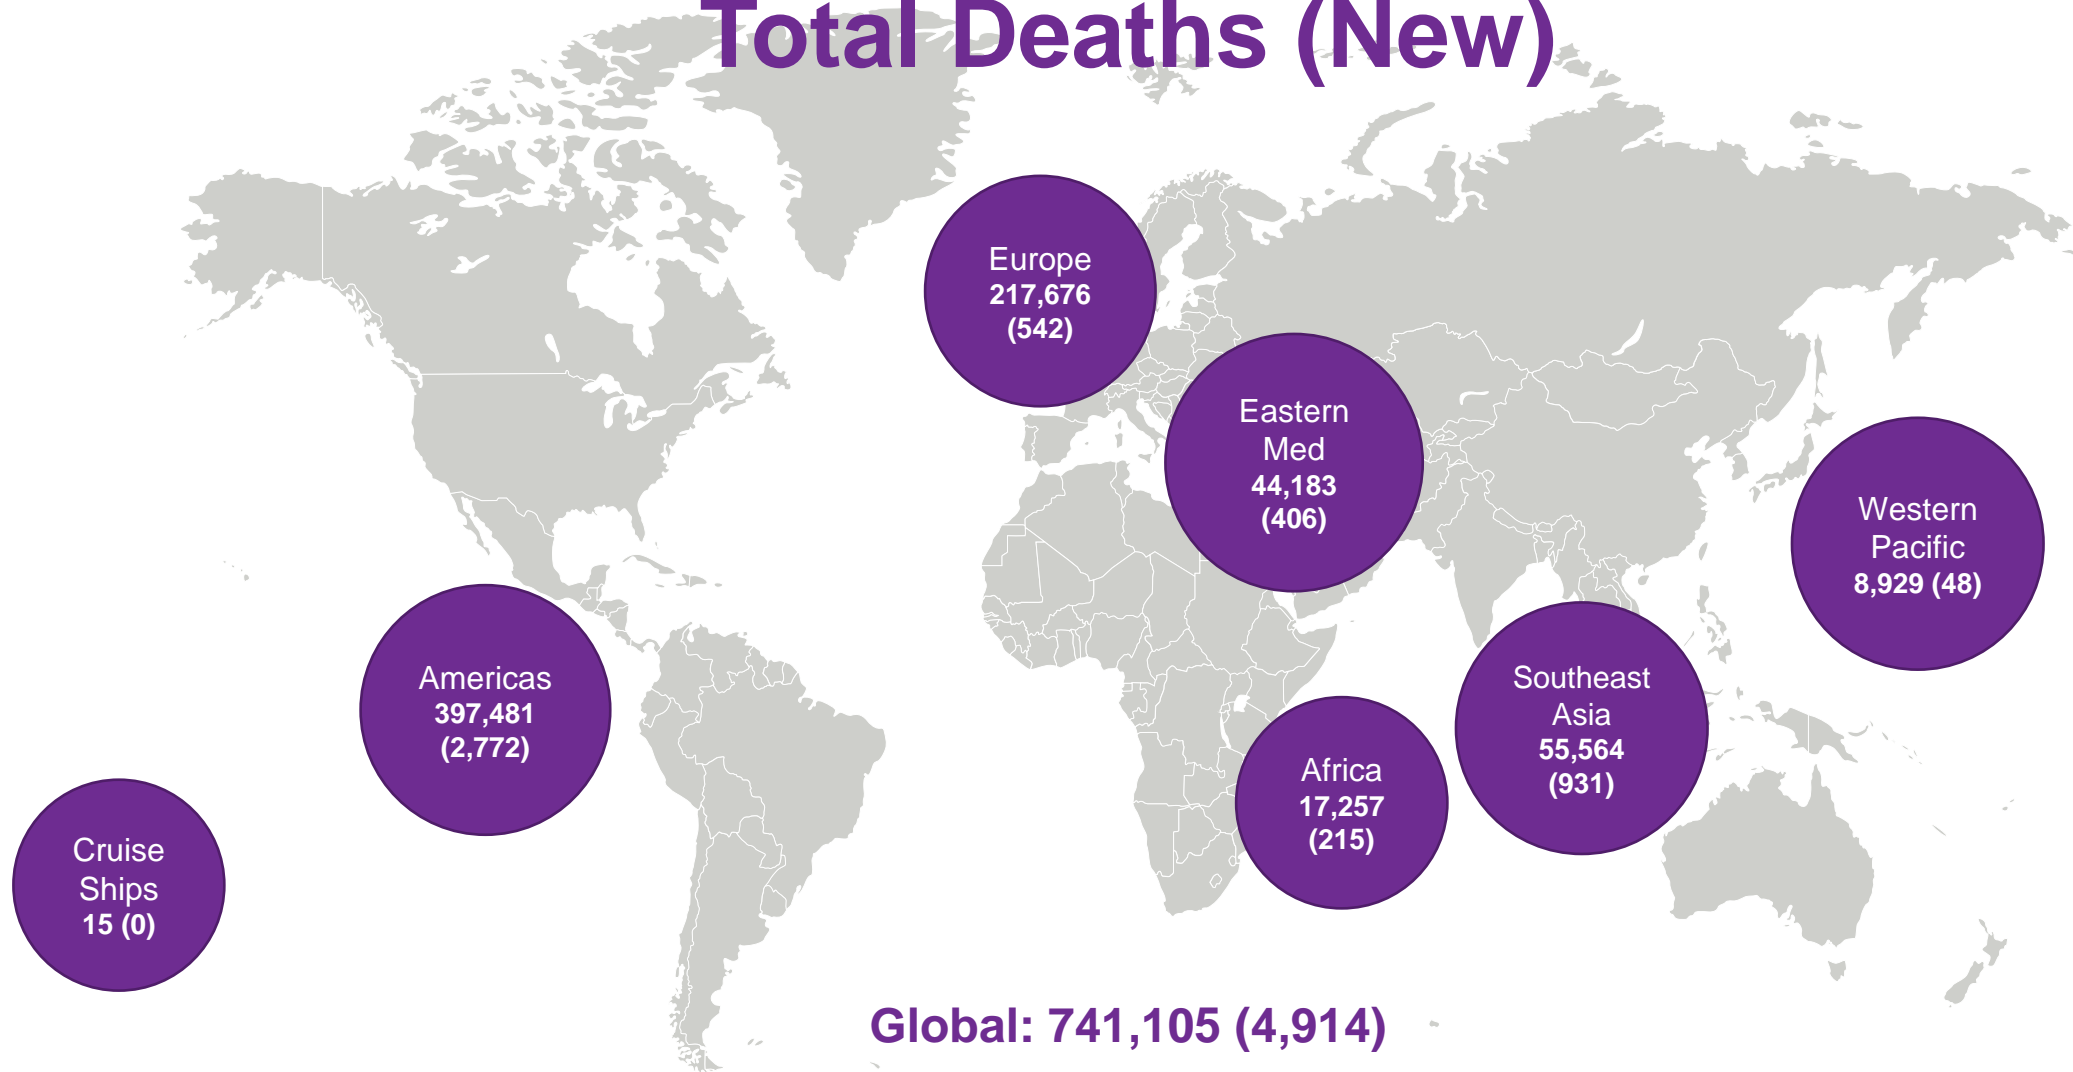 Total Deaths (New)
Europe
217,676
(542)
Eastern
Med
44,183
(406)
Western
Pacific
8,929 (48)
Americas
397,481
(2,772)
Southeast
Asia
55,564
(931)
Africa
17,257
(215)
Cruise
Ships
15 (0)
Global: 741,105 (4,914)